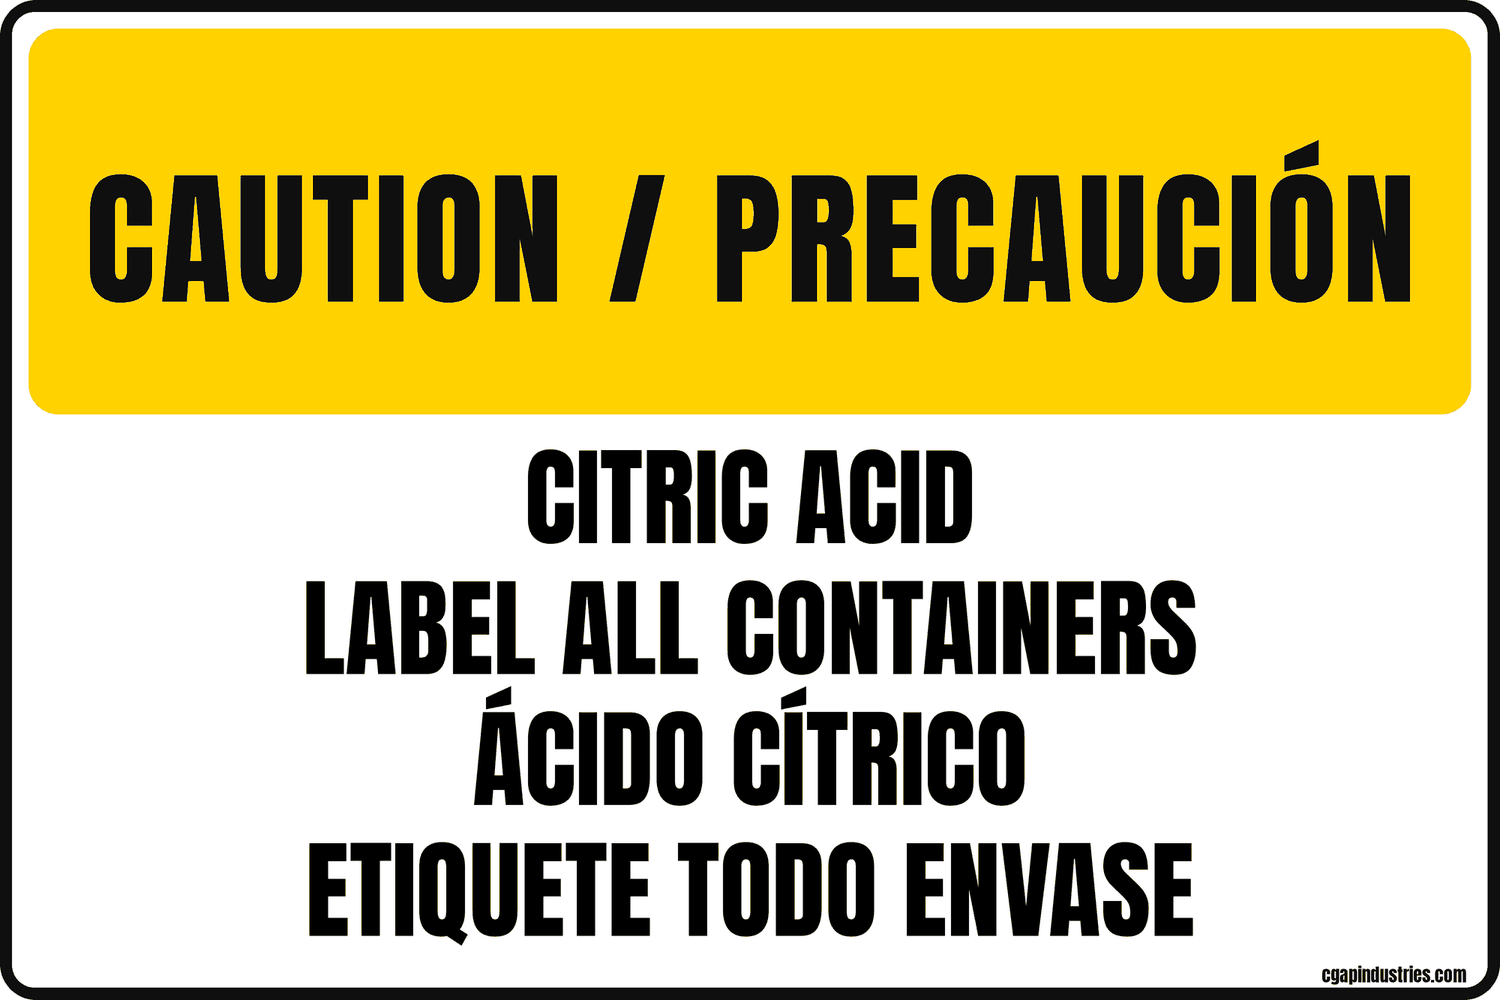 CAUTION / PRECAUCIÓN
CITRIC ACID
LABEL ALL CONTAINERS
ÁCIDO CÍTRICO
ETIQUETE TODO ENVASE
cgapindustries.com